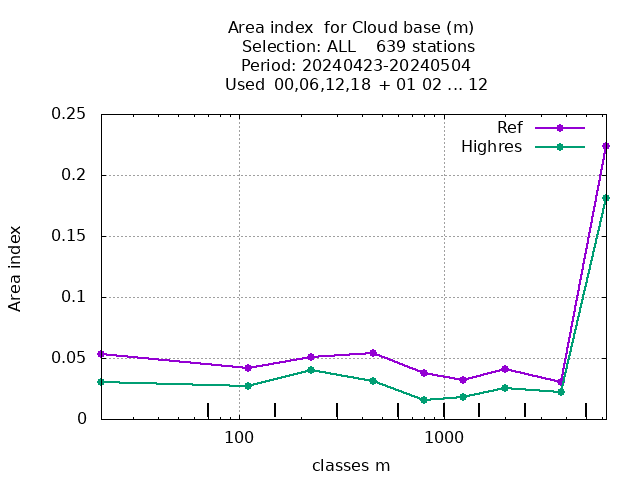 Area index  for Cloud base (m)
Selection: ALL    639 stations
Period: 20240423-20240504
Used  00,06,12,18 + 01 02 ... 12
Ref
Highres
0.25
0.2
0.15
0.1
0.05
0
Area index
100
1000
classes m